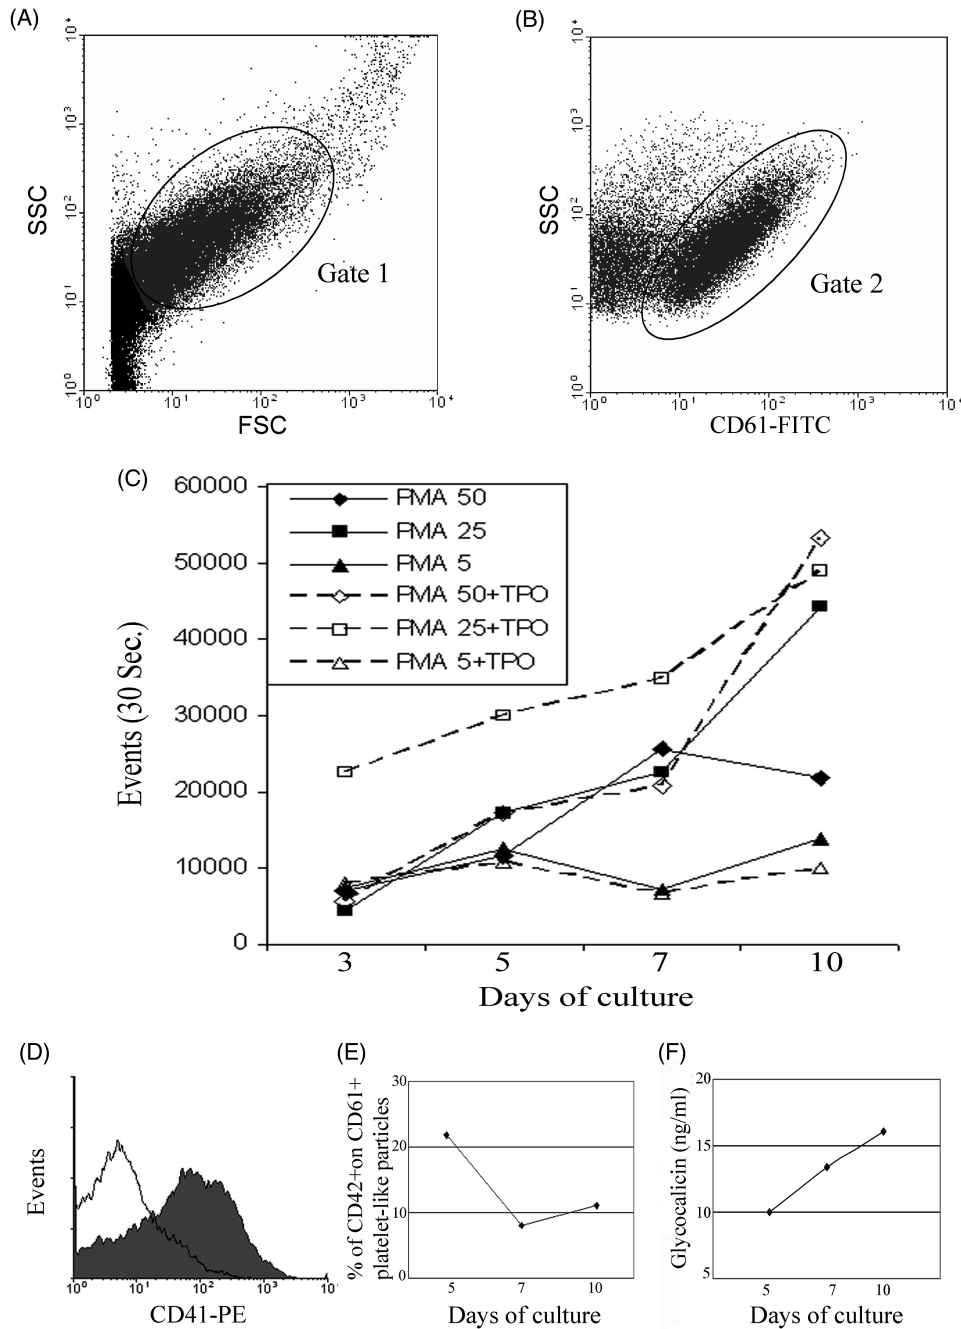 (A)
(B)
10⁴
10³
10²
10¹
10⁰
SSC
Gate 1
10⁰ 10¹ 10² 10³ 10⁴
FSC
10⁴
10³
10²
10¹
10⁰
SSC
Gate 2
10⁰ 10¹ 10² 10³ 10⁴
CD61-FITC
(C)
60000
50000
40000
30000
20000
10000
0
Events (30 Sec.)
PMA 50
PMA 25
PMA 5
PMA 50+TPO
PMA 25+TPO
PMA 5+TPO
3 5 7 10
Days of culture
(D)
Events
10⁰ 10¹ 10² 10³ 10
CD41-PE
(E)
% of CD42+on CD61+
platelet-like particles
30
20
10
0
5 7 10
Days of culture
(F)
Glycocalicin (ng/ml)
20
15
10
5
5 7 10
Days of culture